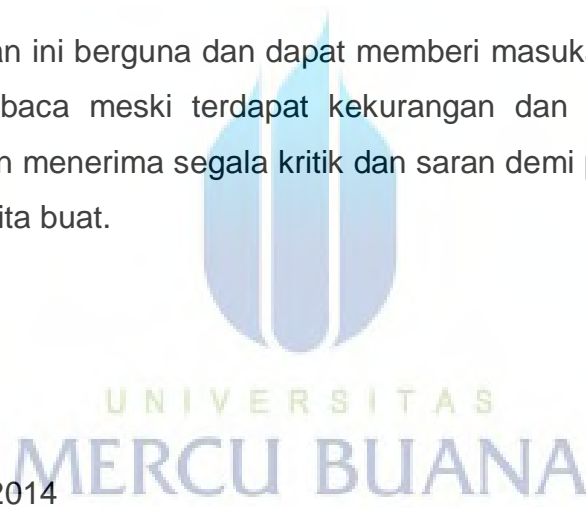 an ini berguna dan dapat memberi masuka
baca meski terdapat kekurangan dan
n menerima segala kritik dan saran demi p
ita buat.
UNIVERSITAS
MERCU BUANA
2014